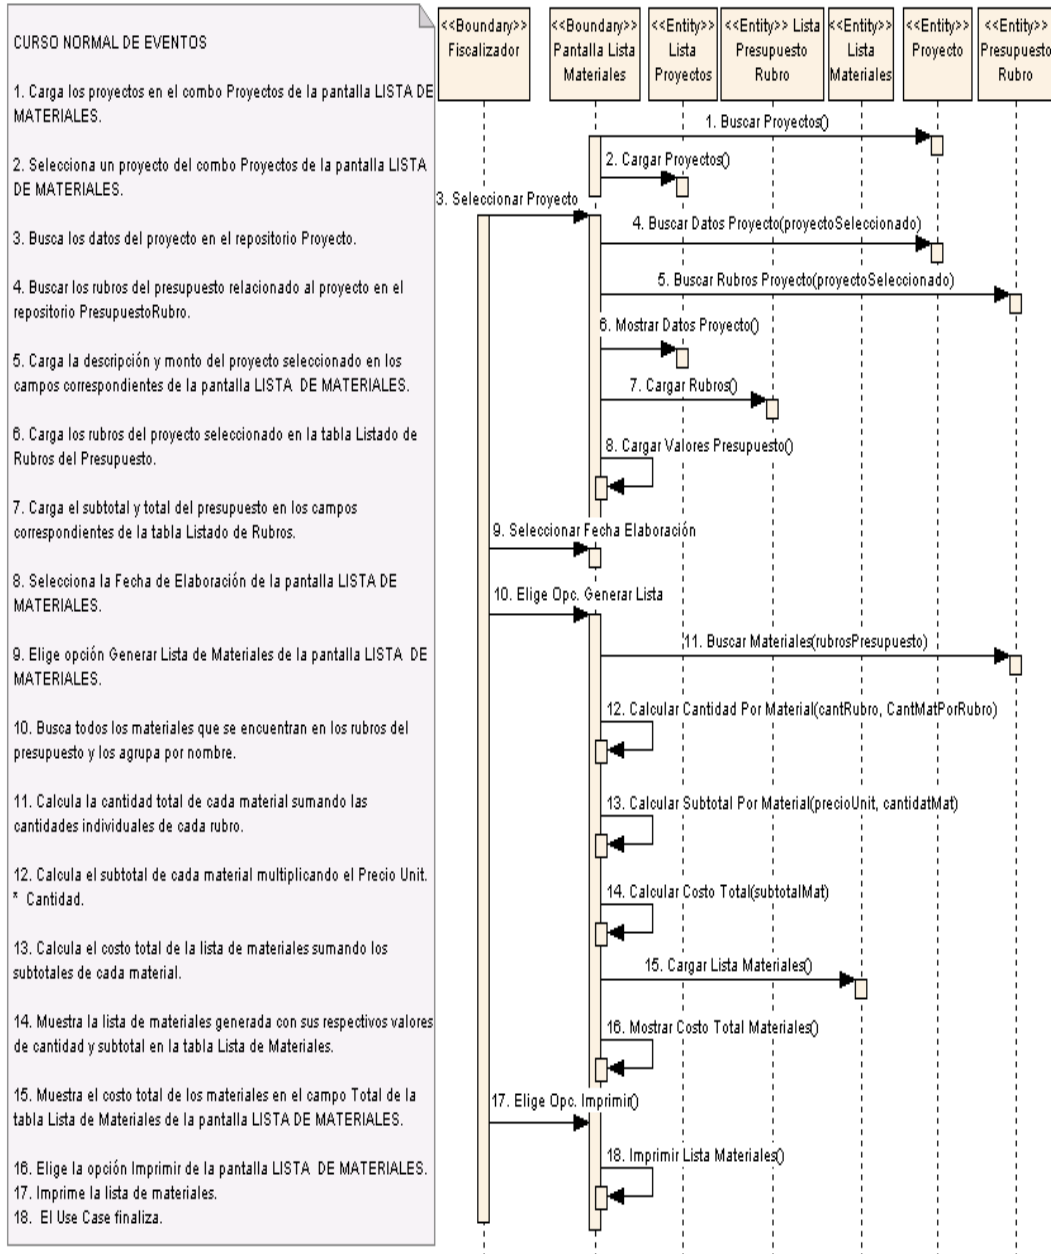 CURSO NORMAL DE EVENTOS
1. Carga los proyectos en el combo Proyectos de la pantalla LISTA DE
MATERIALES.
2. Selecciona un proyecto del combo Proyectos de la pantalla LISTA
DE MATERIALES.
3. Busca los datos del proyecto en el repositorio Proyecto.
4. Buscar los rubros del presupuesto relacionado al proyecto en el
repositorio PresupuestoRubro.
5. Carga la descripción y monto del proyecto seleccionado en los
campos correspondientes de la pantalla LISTA DE MATERIALES.
6. Carga los rubros del proyecto seleccionado en la tabla Listado de
Rubros del Presupuesto.
7. Carga el subtotal y total del presupuesto en los campos
correspondientes de la tabla Listado de Rubros.
8. Selecciona la Fecha de Elaboración de la pantalla LISTA DE
MATERIALES.
9. Elige opción Generar Lista de Materiales de la pantalla LISTA DE
MATERIALES.
10. Busca todos los materiales que se encuentran en los rubros del
presupuesto y los agrupa por nombre.
11. Calcula la cantidad total de cada material sumando las
cantidades individuales de cada rubro.
12. Calcula el subtotal de cada material multiplicando el Precio Unit.
* Cantidad.
13. Calcula el costo total de la lista de materiales sumando los
subtotales de cada material.
14. Muestra la lista de materiales generada con sus respectivos valores
de cantidad y subtotal en la tabla Lista de Materiales.
15. Muestra el costo total de los materiales en el campo Total de la
tabla Lista de Materiales de la pantalla LISTA DE MATERIALES.
16. Elige la opción Imprimir de la pantalla LISTA DE MATERIALES.
17. Imprime la lista de materiales.
18. El Use Case finaliza.
<<Boundary>>
Fiscalizador
<<Boundary>>
Pantalla Lista
Materiales
<<Entity>>
Lista
Proyectos
<<Entity>> Lista
Presupuesto
Rubro
<<Entity>>
Lista
Materiales
<<Entity>>
Proyecto
<<Entity>>
Presupuesto
Rubro
1. Buscar Proyectos()
2. Cargar Proyectos()
3. Seleccionar Proyecto
4. Buscar Datos Proyecto(proyectoSeleccionado)
5. Buscar Rubros Proyecto(proyectoSeleccionado)
6. Mostrar Datos Proyecto()
7. Cargar Rubros()
8. Cargar Valores Presupuesto()
9. Seleccionar Fecha Elaboración
10. Elige Opc. Generar Lista
11. Buscar Materiales(rubrosPresupuesto)
12. Calcular Cantidad Por Material(cantRubro, CantMatPorRubro)
13. Calcular Subtotal Por Material(precioUnit, cantidatMat)
14. Calcular Costo Total(subtotalMat)
15. Cargar Lista Materiales()
16. Mostrar Costo Total Materiales()
17. Elige Opc. Imprimir()
18. Imprimir Lista Materiales()